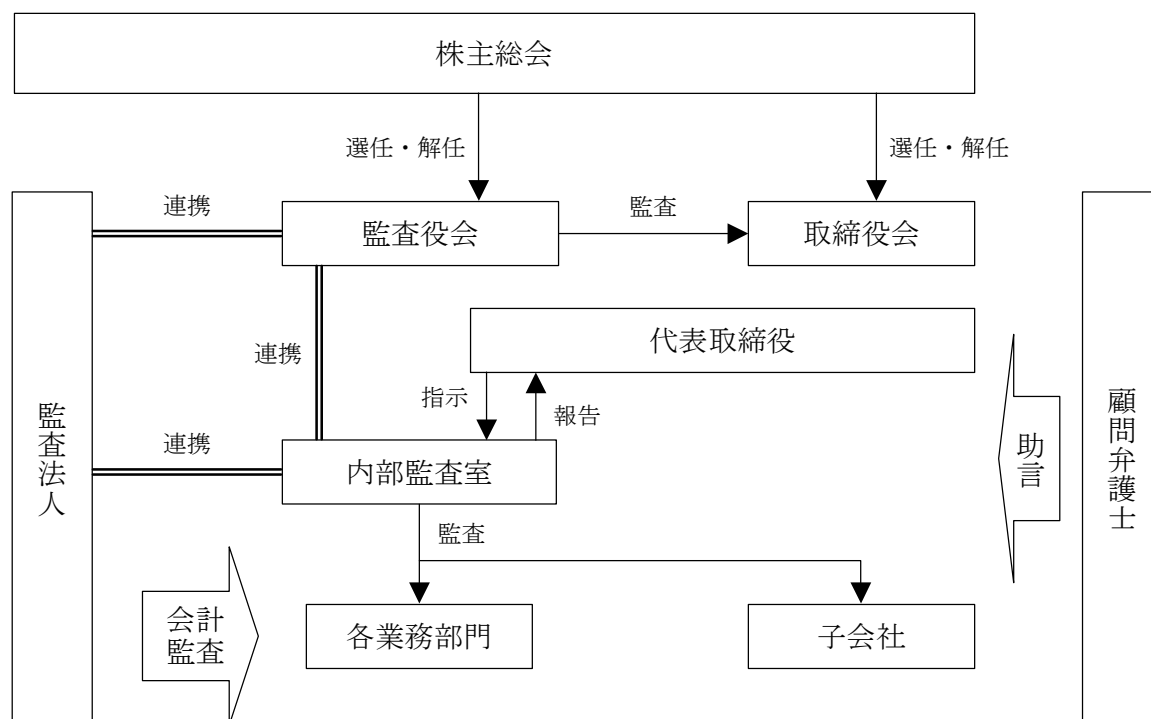 株主総会
選任・解任
選任・解任
連携
監査役会
監査
取締役会
代表取締役
連携
指示
報告
監査法人
連携
内部監査室
助言
顧問弁護士
監査
会計
監査
各業務部門
子会社